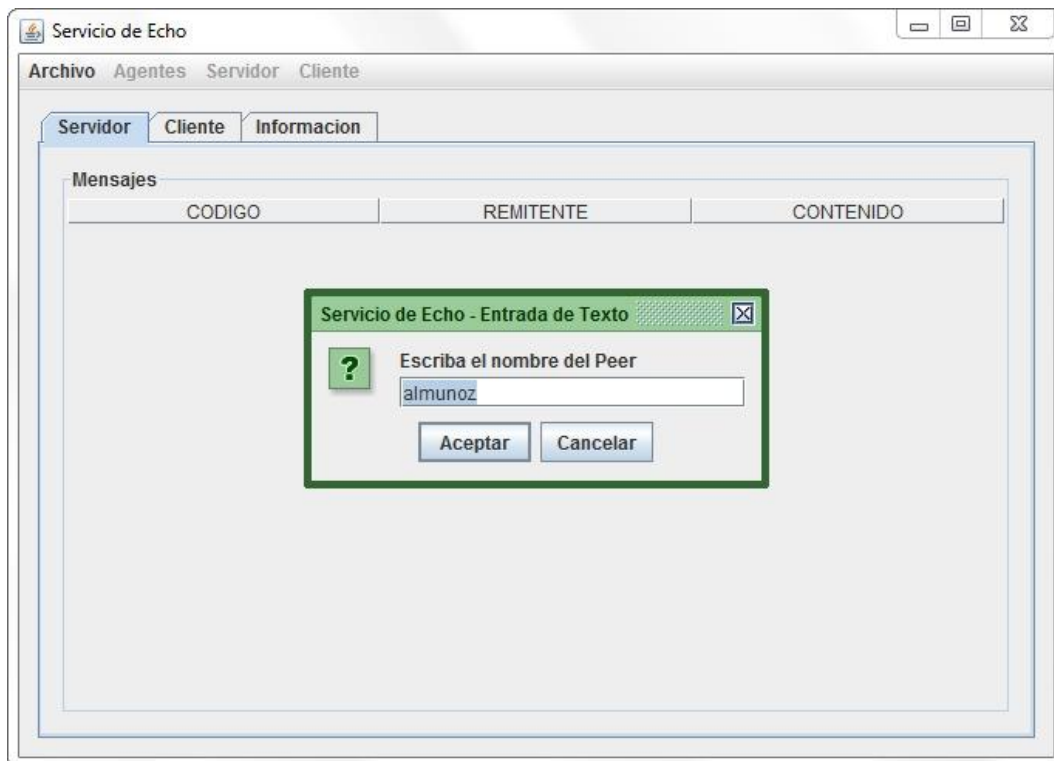 Servicio de Echo
Archivo Agentes Servidor Cliente
Servidor Cliente Informacion
Mensajes
CODIGO REMITENTE CONTENIDO
Servicio de Echo - Entrada de Texto
? Escriba el nombre del Peer
almunoz
Aceptar Cancelar